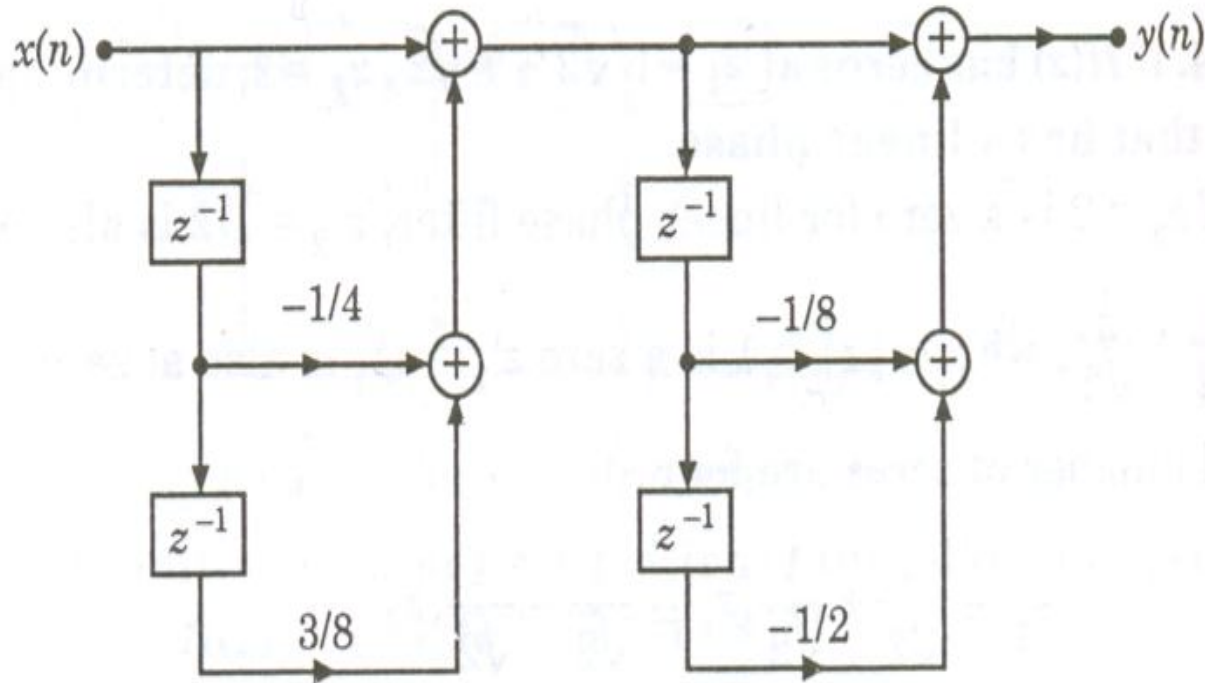 x(n) + + y(n)
z⁻¹ z⁻¹
–1/4 –1/8
+ +
z⁻¹ z⁻¹
3/8 –1/2